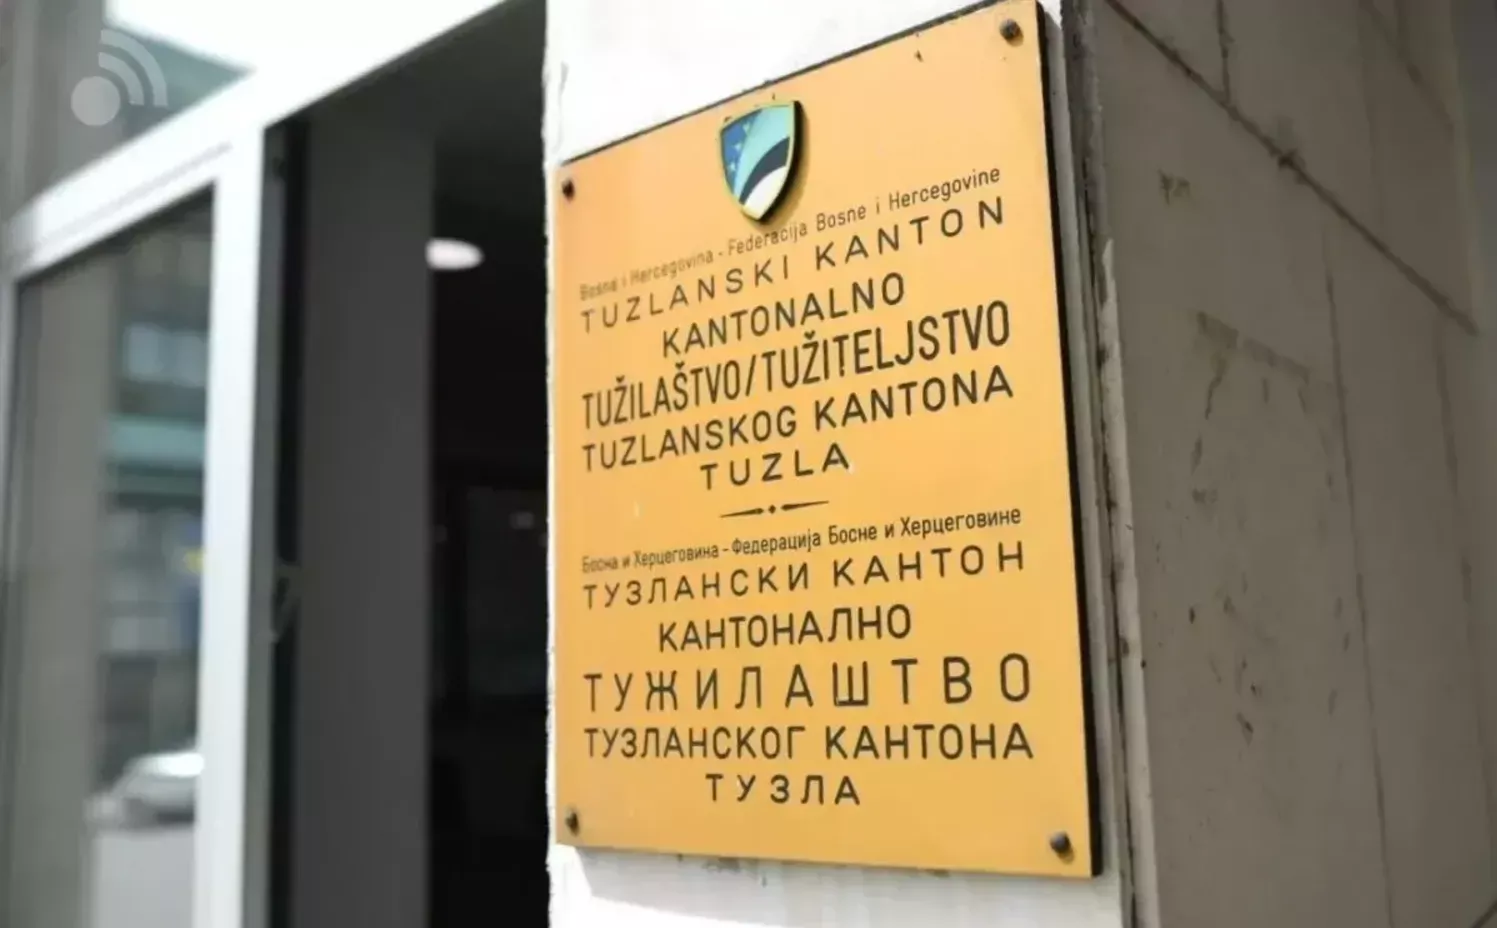 Bosna i Hercegovina - Federacija Bosne i Hercegovine
TUZLANSKI KANTON
KANTONALNO
TUŽILAŠTVO/TUŽITELJSTVO
TUZLANSKOG KANTONA
TUZLA
Босна и Херцеговина - Федерација Босне и Херцеговине
ТУЗЛАНСКИ КАНТОН
КАНТОНАЛНО
ТУЖИЛАШТВО
ТУЗЛАНСКОГ КАНТОНА
ТУЗЛА